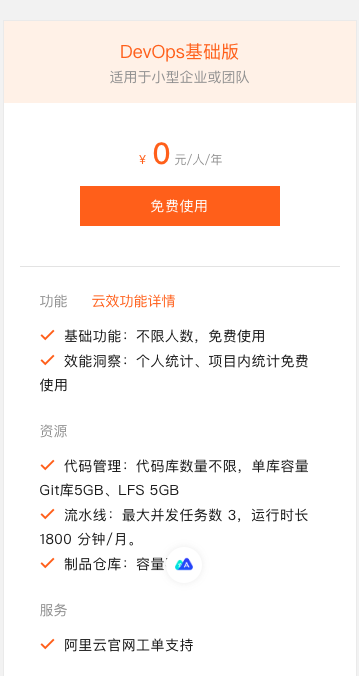 DevOps基础版
适用于小型企业或团队
¥ 0 元/人/年
免费使用
功能 云效功能详情
基础功能：不限人数，免费使用
效能洞察：个人统计、项目内统计免费
使用
资源
代码管理：代码库数量不限，单库容量
Git库5GB、LFS 5GB
流水线：最大并发任务数 3，运行时长
1800 分钟/月。
制品仓库：容量
服务
阿里云官网工单支持